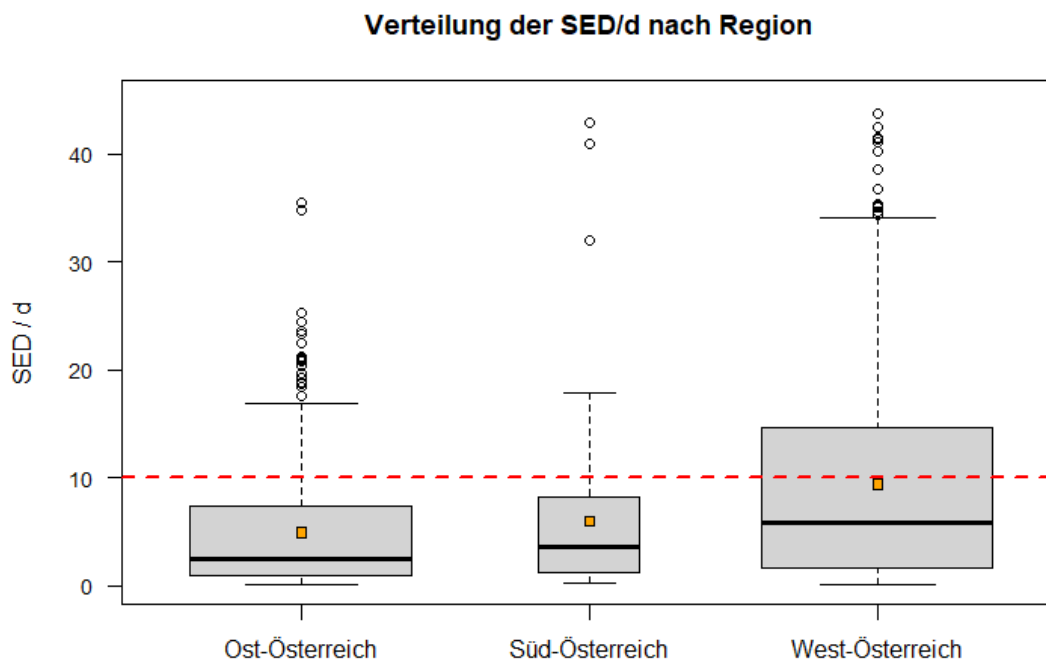 Verteilung der SED/d nach Region
SED / d
40
30
20
10
0
Ost-Österreich
Süd-Österreich
West-Österreich